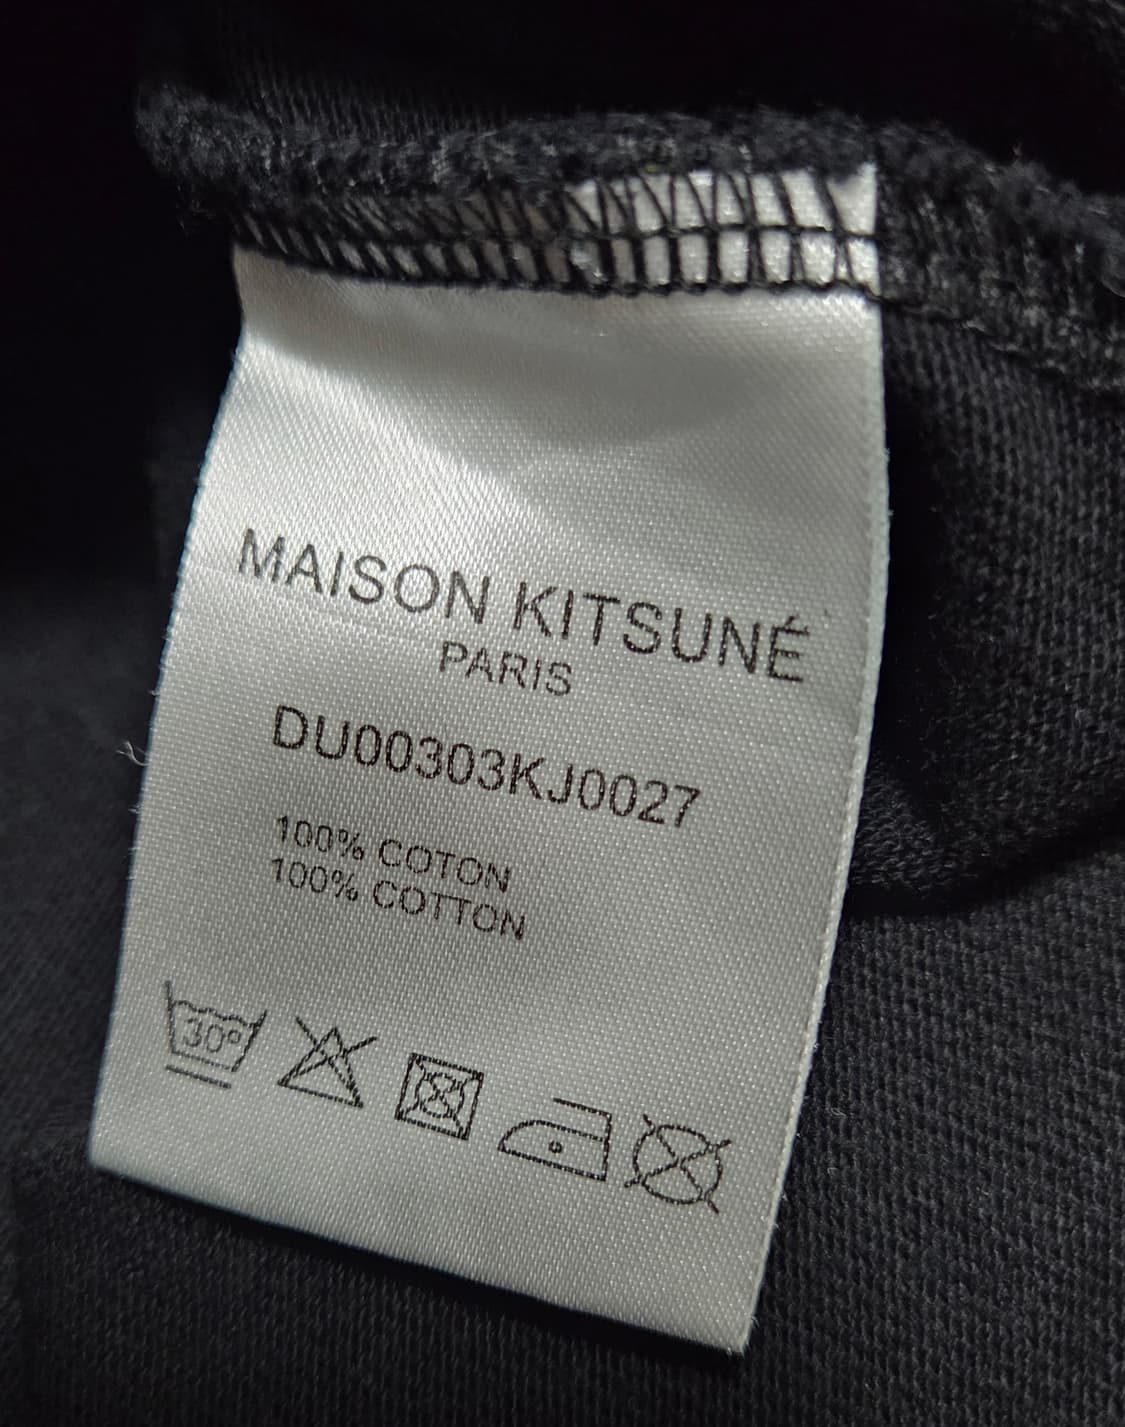 MAISON KITSUNÉ
PARIS
DU00303KJ0027
100% COTON
100% COTTON
30°